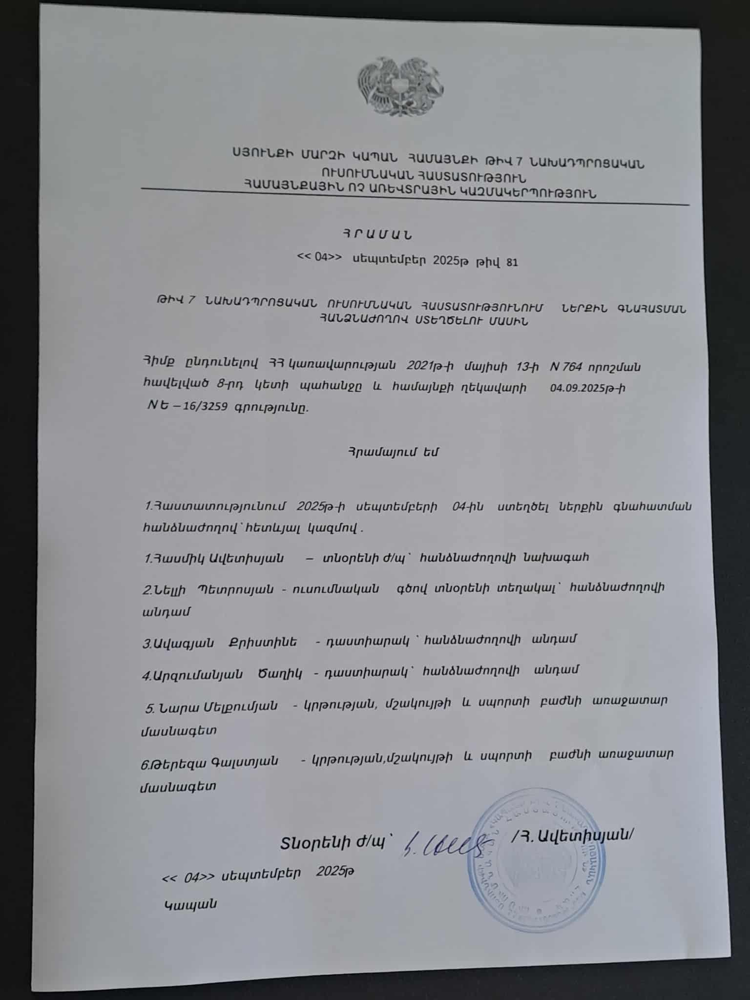 ՍՅՈՒՆՔԻ ՄԱՐԶԻ ԿԱՊԱՆ ՀԱՄԱՅՆՔԻ ԹԻՎ 7 ՆԱԽԱԴՊՐՈՑԱԿԱՆ
ՈՒՍՈՒՄՆԱԿԱՆ ՀԱՍՏԱՏՈՒԹՅՈՒՆ
ՀԱՄԱՅՆՔԱՅԻՆ ՈՉ ԱՌԵՎՏՐԱՅԻՆ ԿԱԶՄԱԿԵՐՊՈՒԹՅՈՒՆ
Հ Ր Ա Մ Ա Ն
<< 04>> սեպտեմբեր 2025թ թիվ 81
ԹԻՎ 7 ՆԱԽԱԴՊՐՈՑԱԿԱՆ ՈՒՍՈՒՄՆԱԿԱՆ ՀԱՍՏԱՏՈՒԹՅՈՒՆՈՒՄ ՆԵՐՔԻՆ ԳՆԱՀԱՏՄԱՆ
ՀԱՆՁՆԱԺՈՂՈՎ ՍՏԵՂԾԵԼՈՒ ՄԱՍԻՆ
Հիմք ընդունելով ՀՀ կառավարության 2021թ-ի մայիսի 13-ի N 764 որոշման
հավելված 8-րդ կետի պահանջը և համայնքի ղեկավարի 04.09.2025թ-ի
N Ե – 16/3259 գրությունը.
Հրամայում եմ
1.Հաստատությունում 2025թ-ի սեպտեմբերի 04-ին ստեղծել ներքին գնահատման
հանձնաժողով՝ հետևյալ կազմով .
1.Հասմիկ Ավետիսյան – տնօրենի ժ/պ՝ հանձնաժողովի նախագահ
2.Նելլի Պետրոսյան - ուսումնական գծով տնօրենի տեղակալ՝ հանձնաժողովի
անդամ
3.Ավագյան Քրիստինե - դաստիարակ ՝ հանձնաժողովի անդամ
4.Արզումանյան Ծաղիկ - դաստիարակ՝ հանձնաժողովի անդամ
5. Նարա Մելքումյան - կրթության, մշակույթի և սպորտի բաժնի առաջատար
մասնագետ
6.Թերեզա Գալստյան - կրթության,մշակույթի և սպորտի բաժնի առաջատար
մասնագետ
Տնօրենի ժ/պ՝ /Հ. Ավետիսյան/
<< 04>> սեպտեմբեր 2025թ
Կապան